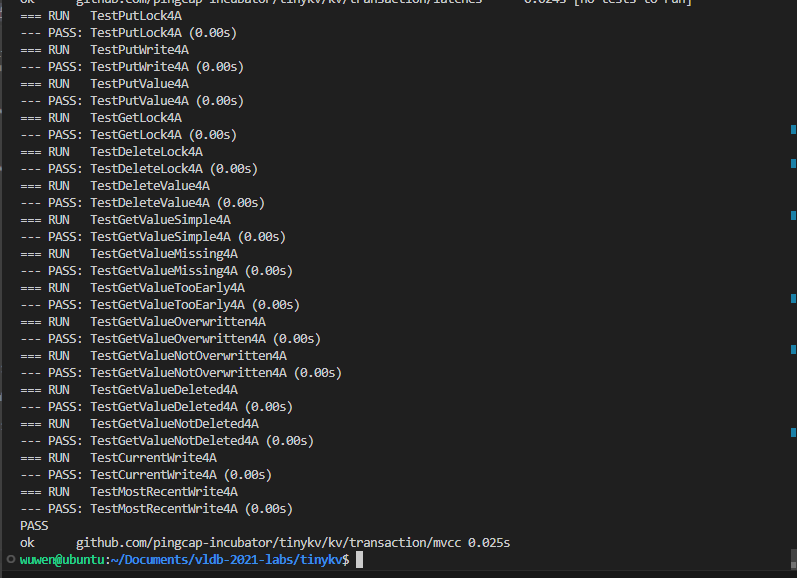 ok      github.com/pingcap-incubator/tinykv/kv/transaction/latches      0.024s [no tests to run]
=== RUN   TestPutLock4A
--- PASS: TestPutLock4A (0.00s)
=== RUN   TestPutWrite4A
--- PASS: TestPutWrite4A (0.00s)
=== RUN   TestPutValue4A
--- PASS: TestPutValue4A (0.00s)
=== RUN   TestGetLock4A
--- PASS: TestGetLock4A (0.00s)
=== RUN   TestDeleteLock4A
--- PASS: TestDeleteLock4A (0.00s)
=== RUN   TestDeleteValue4A
--- PASS: TestDeleteValue4A (0.00s)
=== RUN   TestGetValueSimple4A
--- PASS: TestGetValueSimple4A (0.00s)
=== RUN   TestGetValueMissing4A
--- PASS: TestGetValueMissing4A (0.00s)
=== RUN   TestGetValueTooEarly4A
--- PASS: TestGetValueTooEarly4A (0.00s)
=== RUN   TestGetValueOverwritten4A
--- PASS: TestGetValueOverwritten4A (0.00s)
=== RUN   TestGetValueNotOverwritten4A
--- PASS: TestGetValueNotOverwritten4A (0.00s)
=== RUN   TestGetValueDeleted4A
--- PASS: TestGetValueDeleted4A (0.00s)
=== RUN   TestGetValueNotDeleted4A
--- PASS: TestGetValueNotDeleted4A (0.00s)
=== RUN   TestCurrentWrite4A
--- PASS: TestCurrentWrite4A (0.00s)
=== RUN   TestMostRecentWrite4A
--- PASS: TestMostRecentWrite4A (0.00s)
PASS
ok      github.com/pingcap-incubator/tinykv/kv/transaction/mvcc 0.025s
wuwen@ubuntu:~/Documents/vldb-2021-labs/tinykv$